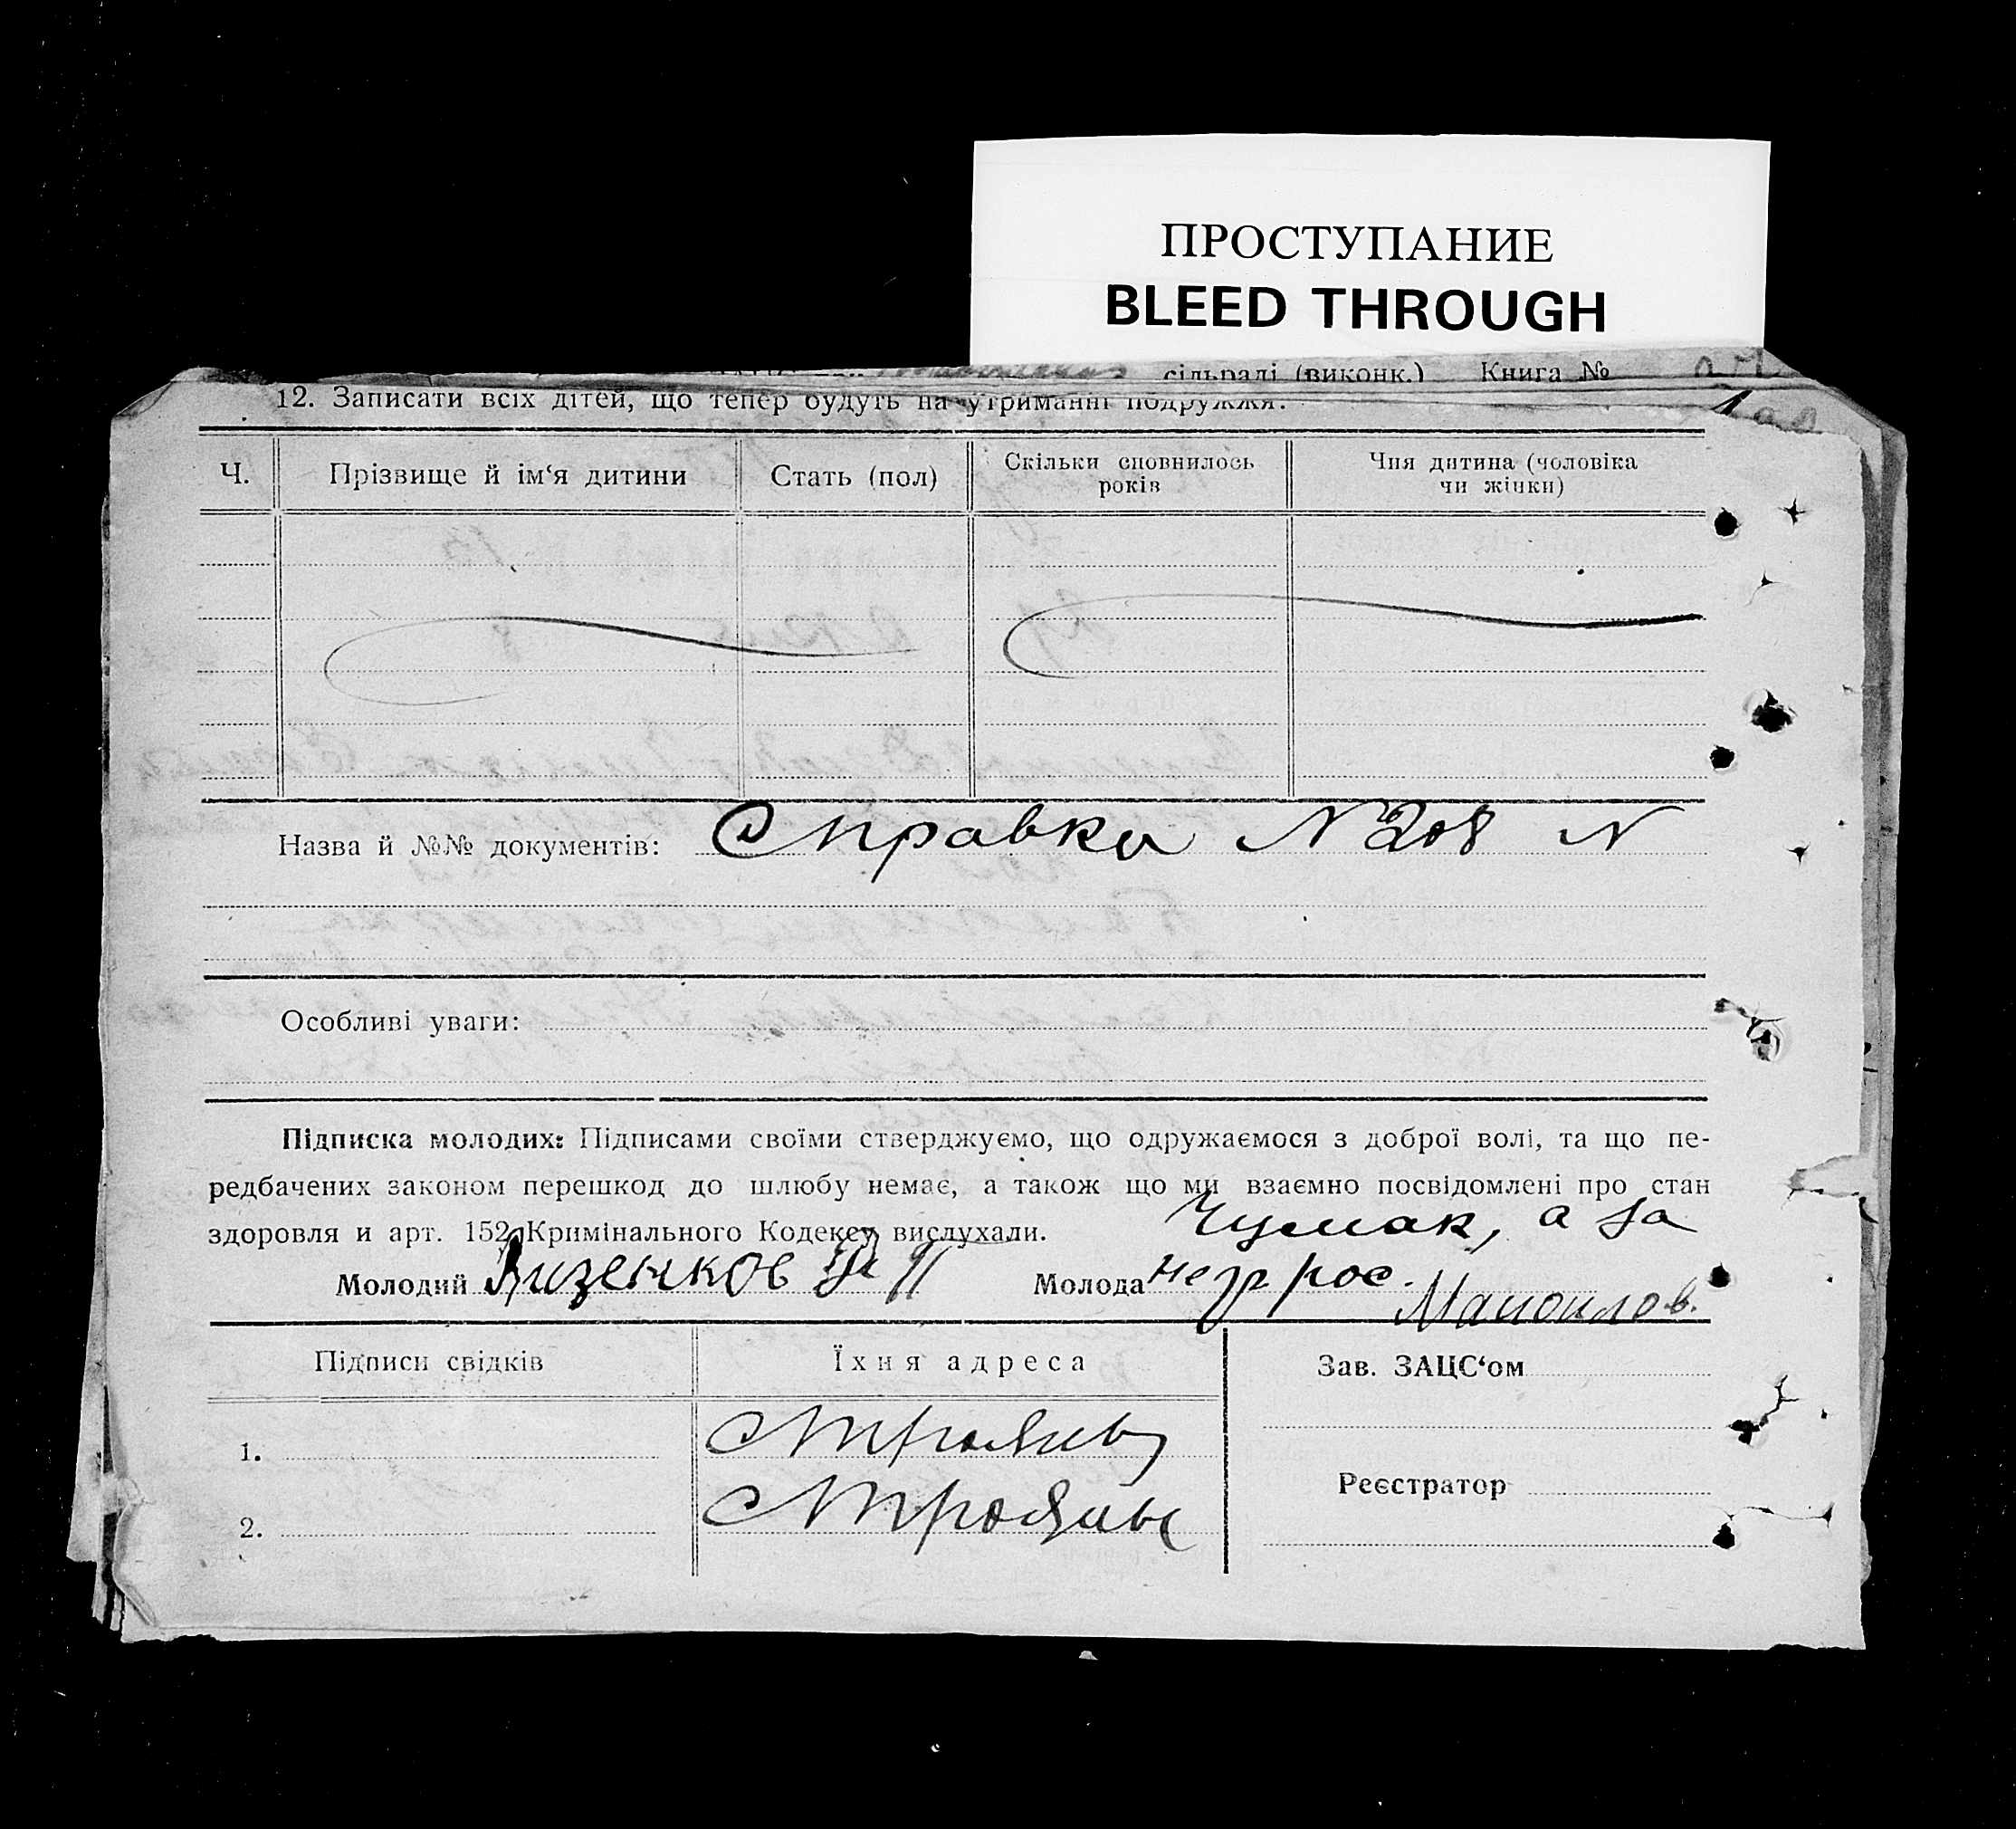 ПРОСТУПАНИЕ
BLEED THROUGH
сільраді (виконк.) Книга №
12. Записати всіх дітей, що тепер будуть на утриманні подружжя:
Ч. Прізвище й ім‘я дитини Стать (пол) Скільки сповнилось років Чия дитина (чоловіка чи жінки)
Назва й №№ документів: Справка N 208 N
Особливі уваги:
Підписка молодих: Підписами своїми стверджуємо, що одружаємося з доброї волі, та що пе-
редбачених законом перешкод до шлюбу немає, а також що ми взаємно посвідомлені про стан
здоровля и арт. 152 Кримінального Кодексу вислухали.
Чумак, а за
Молодий Молода
Підписи свідків Їхня адреса Зав. ЗАЦС‘ом
1.
Реєстратор
2.